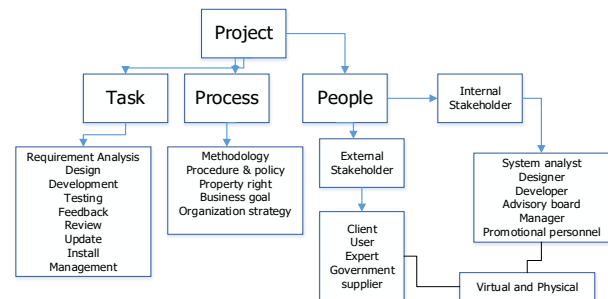 Project
Task
Process
People
Internal
Stakeholder
Requirement Analysis
Design
Development
Testing
Feedback
Review
Update
Install
Management
Methodology
Procedure & policy
Property right
Business goal
Organization strategy
External
Stakeholder
System analyst
Designer
Developer
Advisory board
Manager
Promotional personnel
Client
User
Expert
Government
supplier
Virtual and Physical